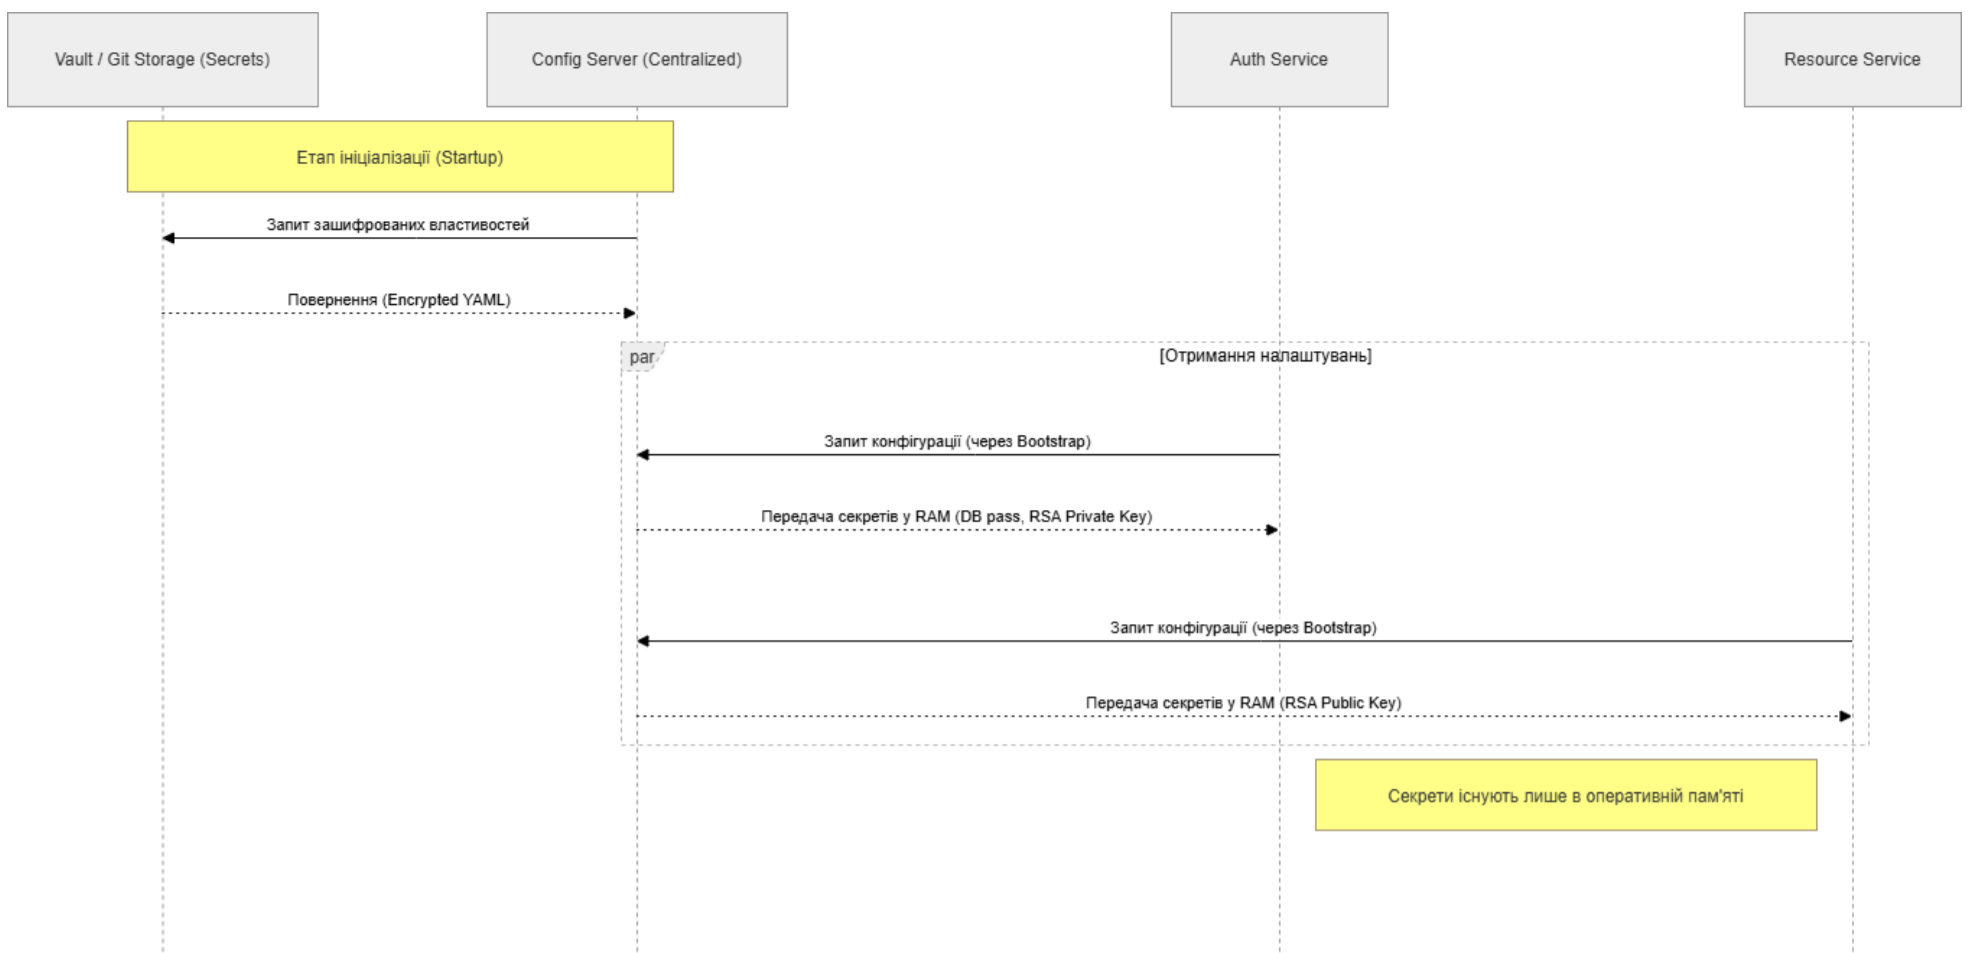 Vault / Git Storage (Secrets)
Config Server (Centralized)
Auth Service
Resource Service
Етап ініціалізації (Startup)
Запит зашифрованих властивостей
Повернення (Encrypted YAML)
par
[Отримання налаштувань]
Запит конфігурації (через Bootstrap)
Передача секретів у RAM (DB pass, RSA Private Key)
Запит конфігурації (через Bootstrap)
Передача секретів у RAM (RSA Public Key)
Секрети існують лише в оперативній пам'яті